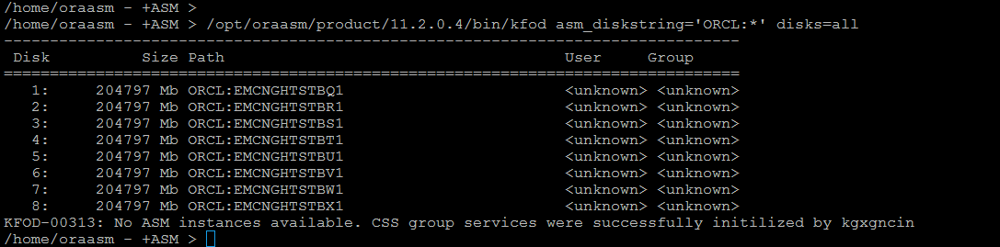 /home/oraasm - +ASM >
/home/oraasm - +ASM > /opt/oraasm/product/11.2.0.4/bin/kfod asm_diskstring='ORCL:*' disks=all
--------------------------------------------------------------------------------
Disk Size Path User Group
================================================================================
1: 204797 Mb ORCL:EMCNGHTSTBQ1 <unknown> <unknown>
2: 204797 Mb ORCL:EMCNGHTSTBR1 <unknown> <unknown>
3: 204797 Mb ORCL:EMCNGHTSTBS1 <unknown> <unknown>
4: 204797 Mb ORCL:EMCNGHTSTBT1 <unknown> <unknown>
5: 204797 Mb ORCL:EMCNGHTSTBU1 <unknown> <unknown>
6: 204797 Mb ORCL:EMCNGHTSTBV1 <unknown> <unknown>
7: 204797 Mb ORCL:EMCNGHTSTBW1 <unknown> <unknown>
8: 204797 Mb ORCL:EMCNGHTSTBX1 <unknown> <unknown>
KFOD-00313: No ASM instances available. CSS group services were successfully initilized by kgxgncin
/home/oraasm - +ASM >